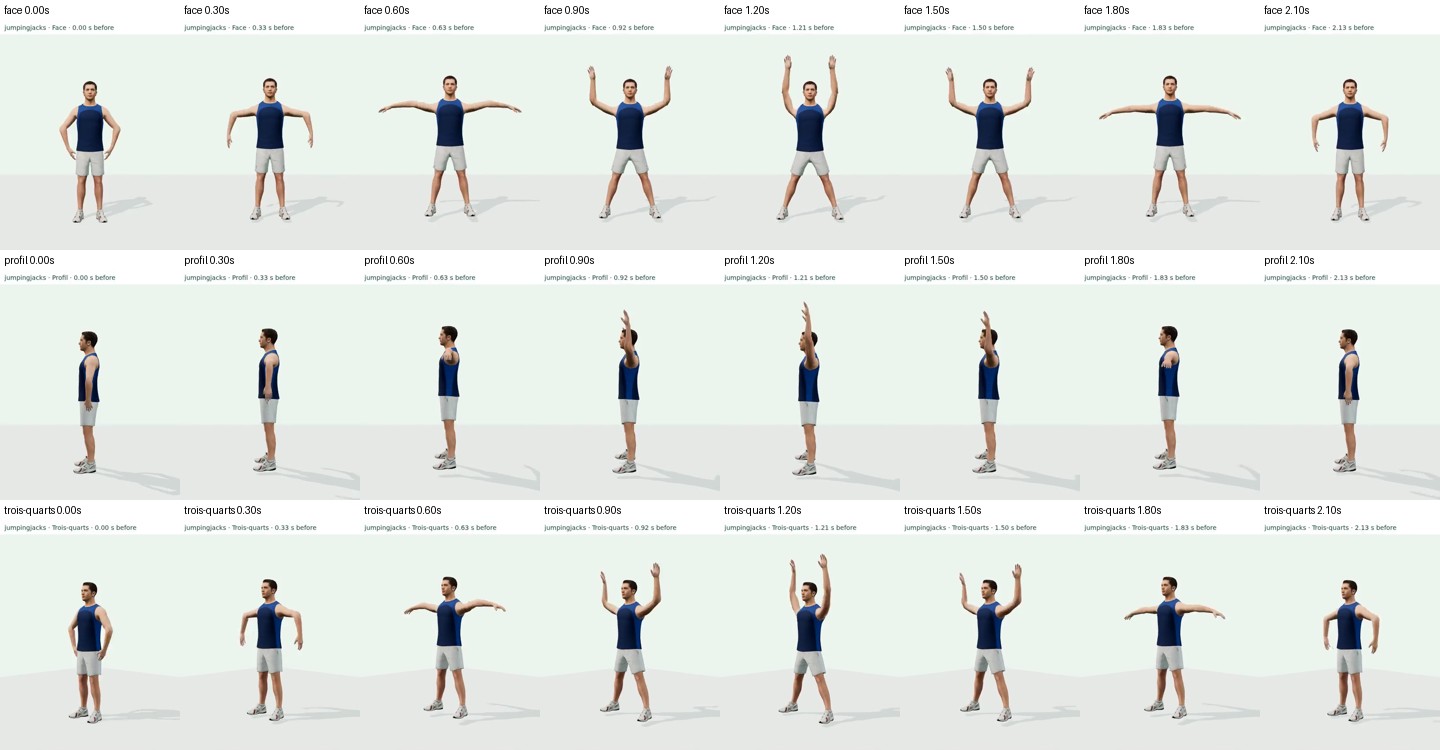 face 0.00s face 0.30s face 0.60s face 0.90s face 1.20s face 1.50s face 1.80s face 2.10s
jumpingjacks · Face · 0.00 s before jumpingjacks · Face · 0.33 s before jumpingjacks · Face · 0.63 s before jumpingjacks · Face · 0.92 s before jumpingjacks · Face · 1.21 s before jumpingjacks · Face · 1.50 s before jumpingjacks · Face · 1.83 s before jumpingjacks · Face · 2.13 s before
profil 0.00s profil 0.30s profil 0.60s profil 0.90s profil 1.20s profil 1.50s profil 1.80s profil 2.10s
jumpingjacks · Profil · 0.00 s before jumpingjacks · Profil · 0.33 s before jumpingjacks · Profil · 0.63 s before jumpingjacks · Profil · 0.92 s before jumpingjacks · Profil · 1.21 s before jumpingjacks · Profil · 1.50 s before jumpingjacks · Profil · 1.83 s before jumpingjacks · Profil · 2.13 s before
trois-quarts 0.00s trois-quarts 0.30s trois-quarts 0.60s trois-quarts 0.90s trois-quarts 1.20s trois-quarts 1.50s trois-quarts 1.80s trois-quarts 2.10s
jumpingjacks · Trois-quarts · 0.00 s before jumpingjacks · Trois-quarts · 0.33 s before jumpingjacks · Trois-quarts · 0.63 s before jumpingjacks · Trois-quarts · 0.92 s before jumpingjacks · Trois-quarts · 1.21 s before jumpingjacks · Trois-quarts · 1.50 s before jumpingjacks · Trois-quarts · 1.83 s before jumpingjacks · Trois-quarts · 2.13 s before